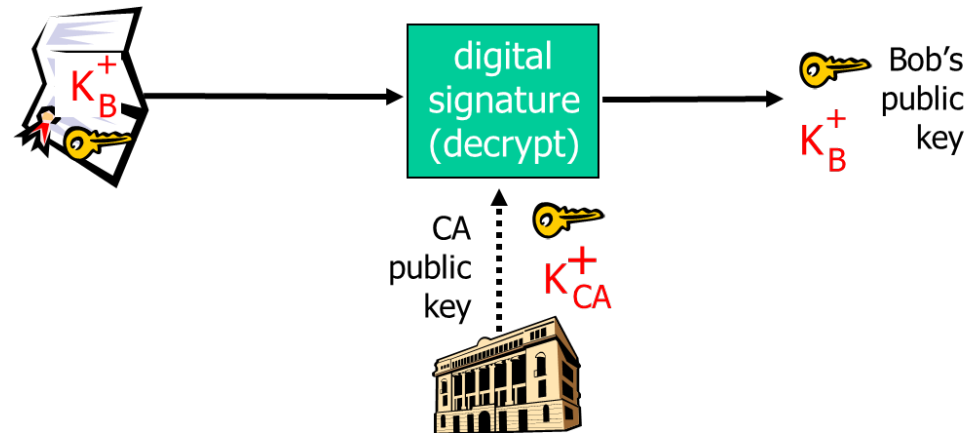 K+B
digital
signature
(decrypt)
Bob's
public
key
K+B
CA
public
key
K+CA